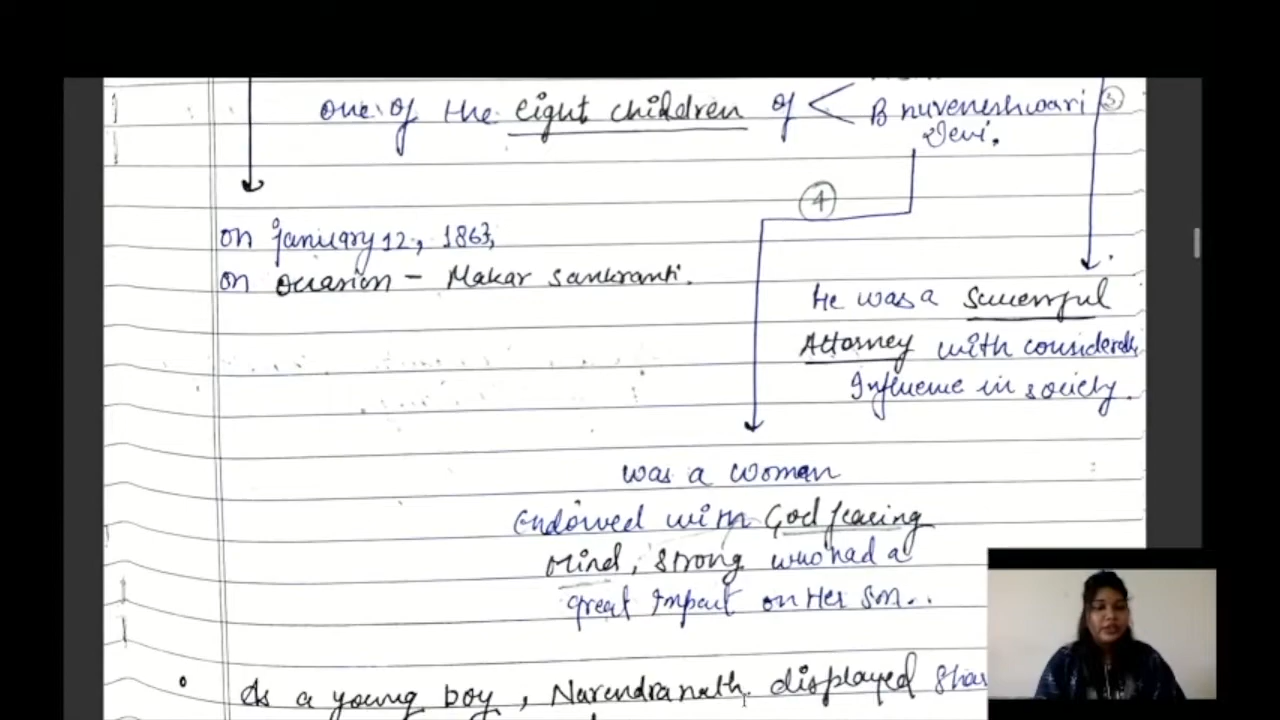 one of the eight children of
Bhuveneshwari
Devi.
3
4
on january 12, 1863,
on occasion - Makar Sankranti.
He was a Successful
Attorney with considerable
Influence in society.
was a woman
Endowed with God fearing
Mind, strong who had a
great Impact on Her son..
• As a young boy, Narendranath displayed